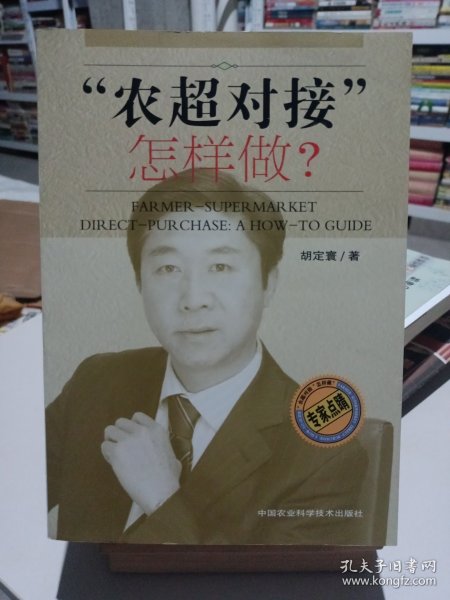 “农超对接”
怎样做？
FARMER-SUPERMARKET
DIRECT-PURCHASE: A HOW-TO GUIDE
胡定寰/著
专家点睛
中国农业科学技术出版社
孔夫子旧书网
www.kongfz.com